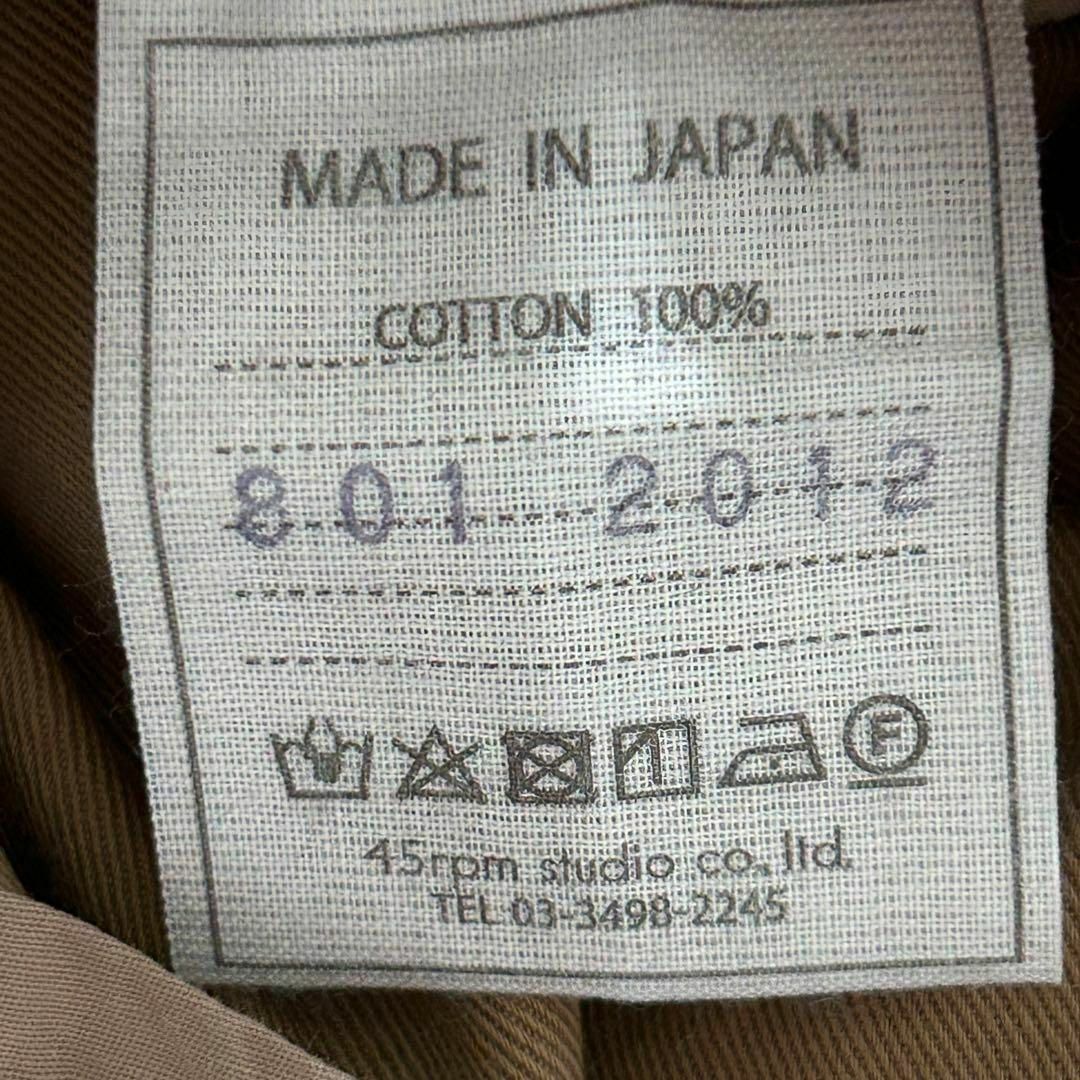 MADE IN JAPAN
COTTON 100%
801 2012
F
45rpm studio co., ltd.
TEL 03-3498-2245